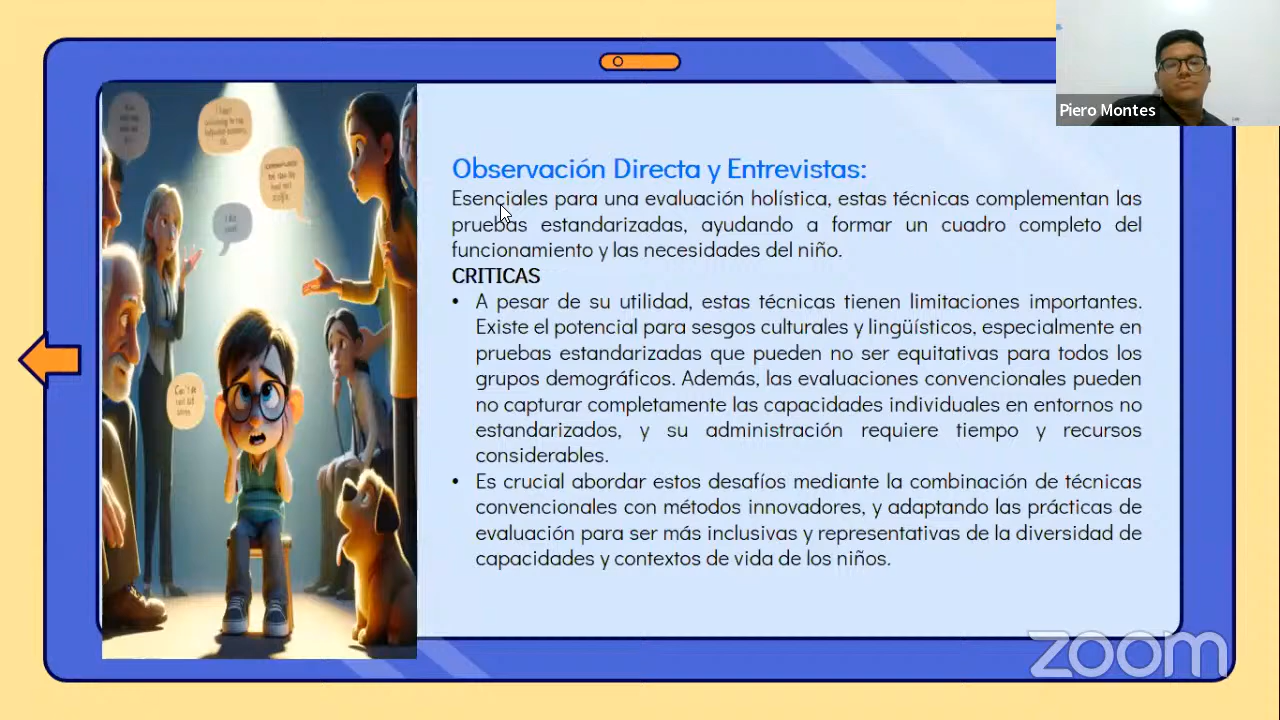 Piero Montes
Observación Directa y Entrevistas:
Esenciales para una evaluación holística, estas técnicas complementan las
pruebas estandarizadas, ayudando a formar un cuadro completo del
funcionamiento y las necesidades del niño.
CRITICAS
• A pesar de su utilidad, estas técnicas tienen limitaciones importantes.
Existe el potencial para sesgos culturales y lingüísticos, especialmente en
pruebas estandarizadas que pueden no ser equitativas para todos los
grupos demográficos. Además, las evaluaciones convencionales pueden
no capturar completamente las capacidades individuales en entornos no
estandarizados, y su administración requiere tiempo y recursos
considerables.
• Es crucial abordar estos desafíos mediante la combinación de técnicas
convencionales con métodos innovadores, y adaptando las prácticas de
evaluación para ser más inclusivas y representativas de la diversidad de
capacidades y contextos de vida de los niños.
zoom